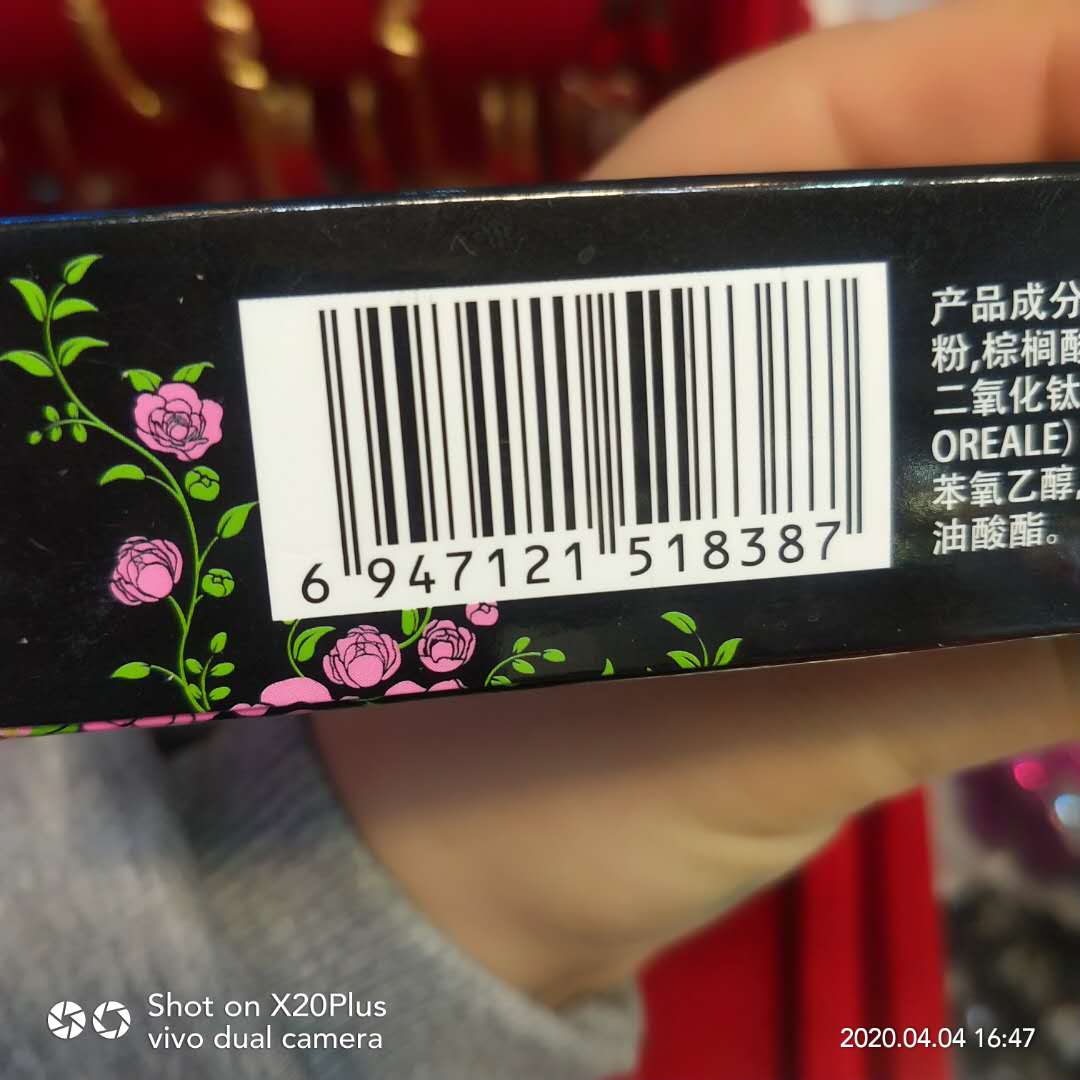 6 947121 518387
产品成分
粉,棕榈酸
二氧化钛
OREALE)
苯氧乙醇,
油酸酯。
Shot on X20Plus
vivo dual camera
2020.04.04 16:47